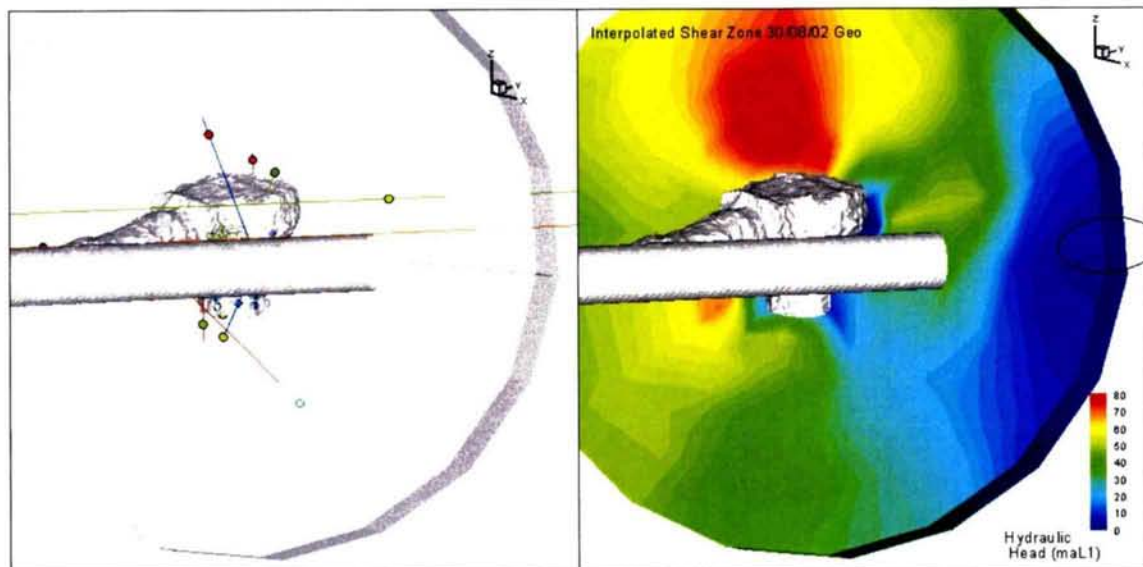 Z
Y
X
Interpolated Shear Zone 30/08/02 Geo
Z
Y
X
80
70
60
50
40
30
20
10
0
Hydraulic
Head (maL1)